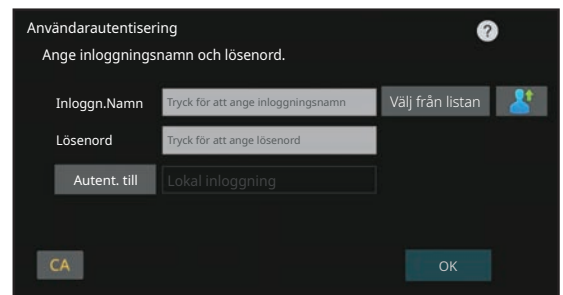 Användarautentisering
?
Ange inloggningsnamn och lösenord.
Inloggn.Namn Tryck för att ange inloggningsnamn Välj från listan
Lösenord Tryck för att ange lösenord
Autent. till Lokal inloggning
CA OK